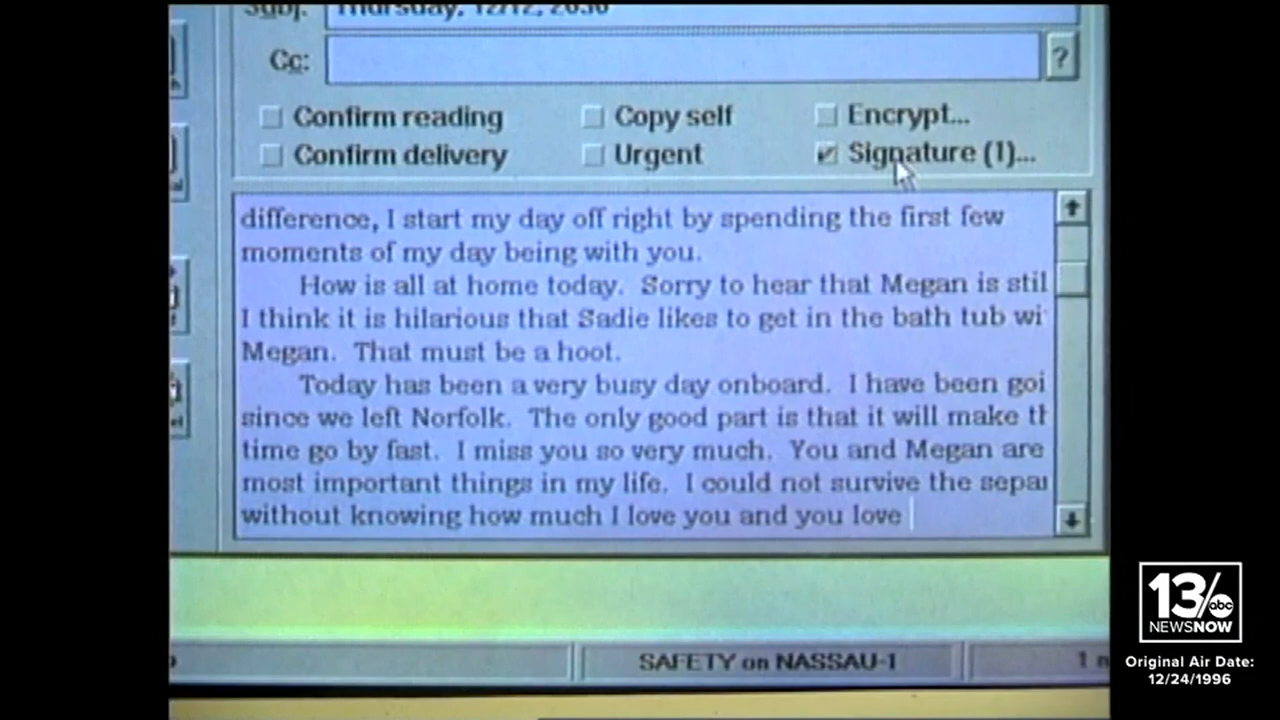 Subj: Thursday, 12/12, 2030
Cc:
?
Confirm reading Copy self Encrypt...
Confirm delivery Urgent Signature (1)...
difference, I start my day off right by spending the first few
moments of my day being with you.
How is all at home today. Sorry to hear that Megan is stil
I think it is hilarious that Sadie likes to get in the bath tub wi
Megan. That must be a hoot.
Today has been a very busy day onboard. I have been goi
since we left Norfolk. The only good part is that it will make th
time go by fast. I miss you so very much. You and Megan are
most important things in my life. I could not survive the sepa
without knowing how much I love you and you love
SAFETY on NASSAU-1
13 abc
NEWSNOW
Original Air Date:
12/24/1996